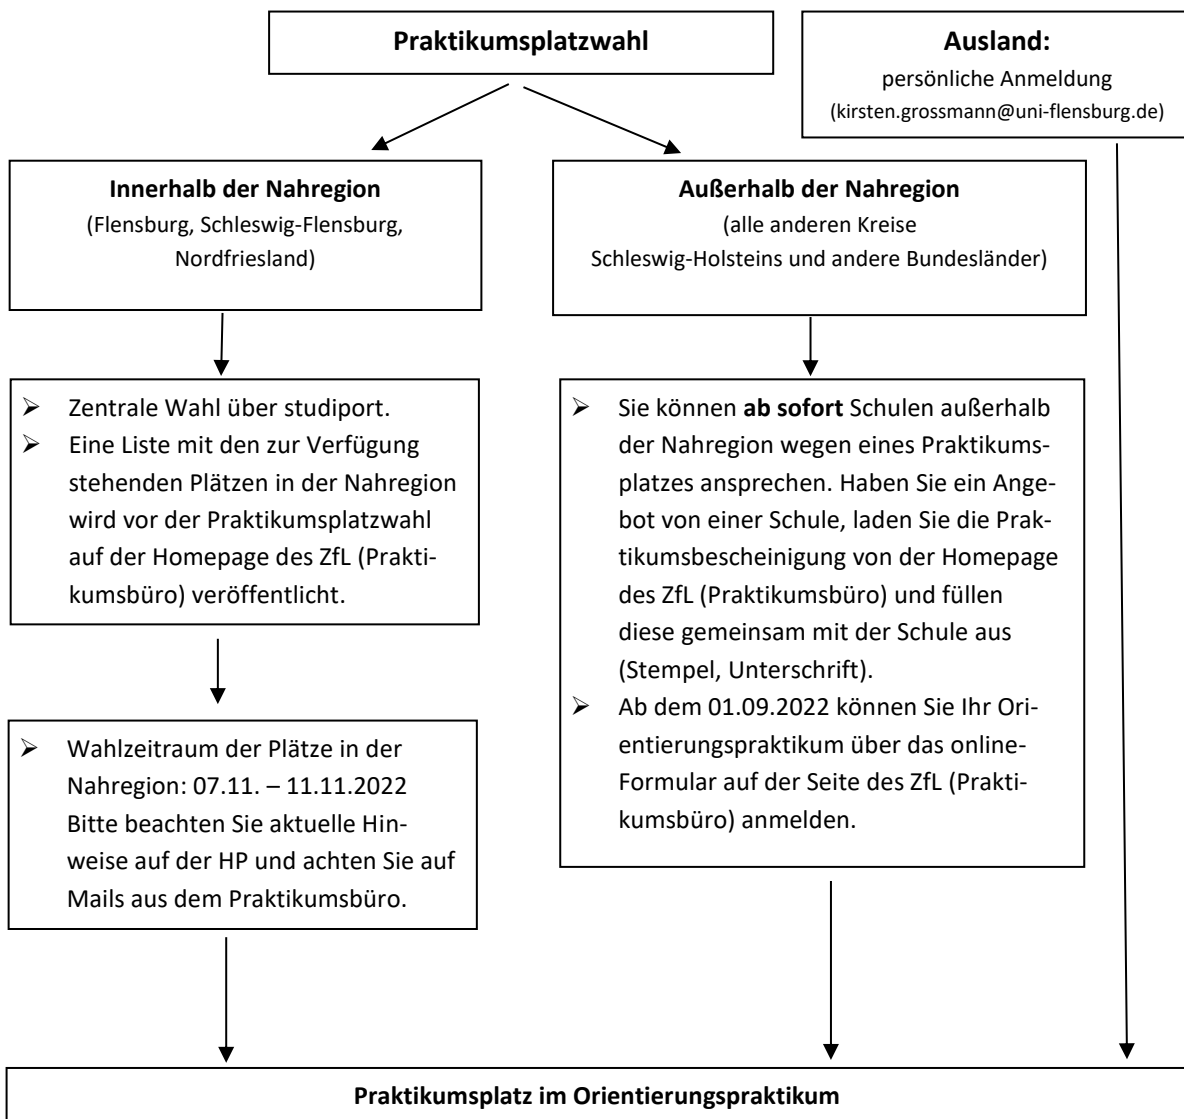 Praktikumsplatzwahl
Ausland:
persönliche Anmeldung
(kirsten.grossmann@uni-flensburg.de)
Innerhalb der Nahregion
(Flensburg, Schleswig-Flensburg,
Nordfriesland)
Außerhalb der Nahregion
(alle anderen Kreise
Schleswig-Holsteins und andere Bundesländer)
➢ Zentrale Wahl über studiport.
➢ Eine Liste mit den zur Verfügung
stehenden Plätzen in der Nahregion
wird vor der Praktikumsplatzwahl
auf der Homepage des ZfL (Prakti-
kumsbüro) veröffentlicht.
➢ Wahlzeitraum der Plätze in der
Nahregion: 07.11. – 11.11.2022
Bitte beachten Sie aktuelle Hin-
weise auf der HP und achten Sie auf
Mails aus dem Praktikumsbüro.
➢ Sie können ab sofort Schulen außerhalb
der Nahregion wegen eines Praktikums-
platzes ansprechen. Haben Sie ein Ange-
bot von einer Schule, laden Sie die Prak-
tikumsbescheinigung von der Homepage
des ZfL (Praktikumsbüro) und füllen
diese gemeinsam mit der Schule aus
(Stempel, Unterschrift).
➢ Ab dem 01.09.2022 können Sie Ihr Ori-
entierungspraktikum über das online-
Formular auf der Seite des ZfL (Prakti-
kumsbüro) anmelden.
Praktikumsplatz im Orientierungspraktikum